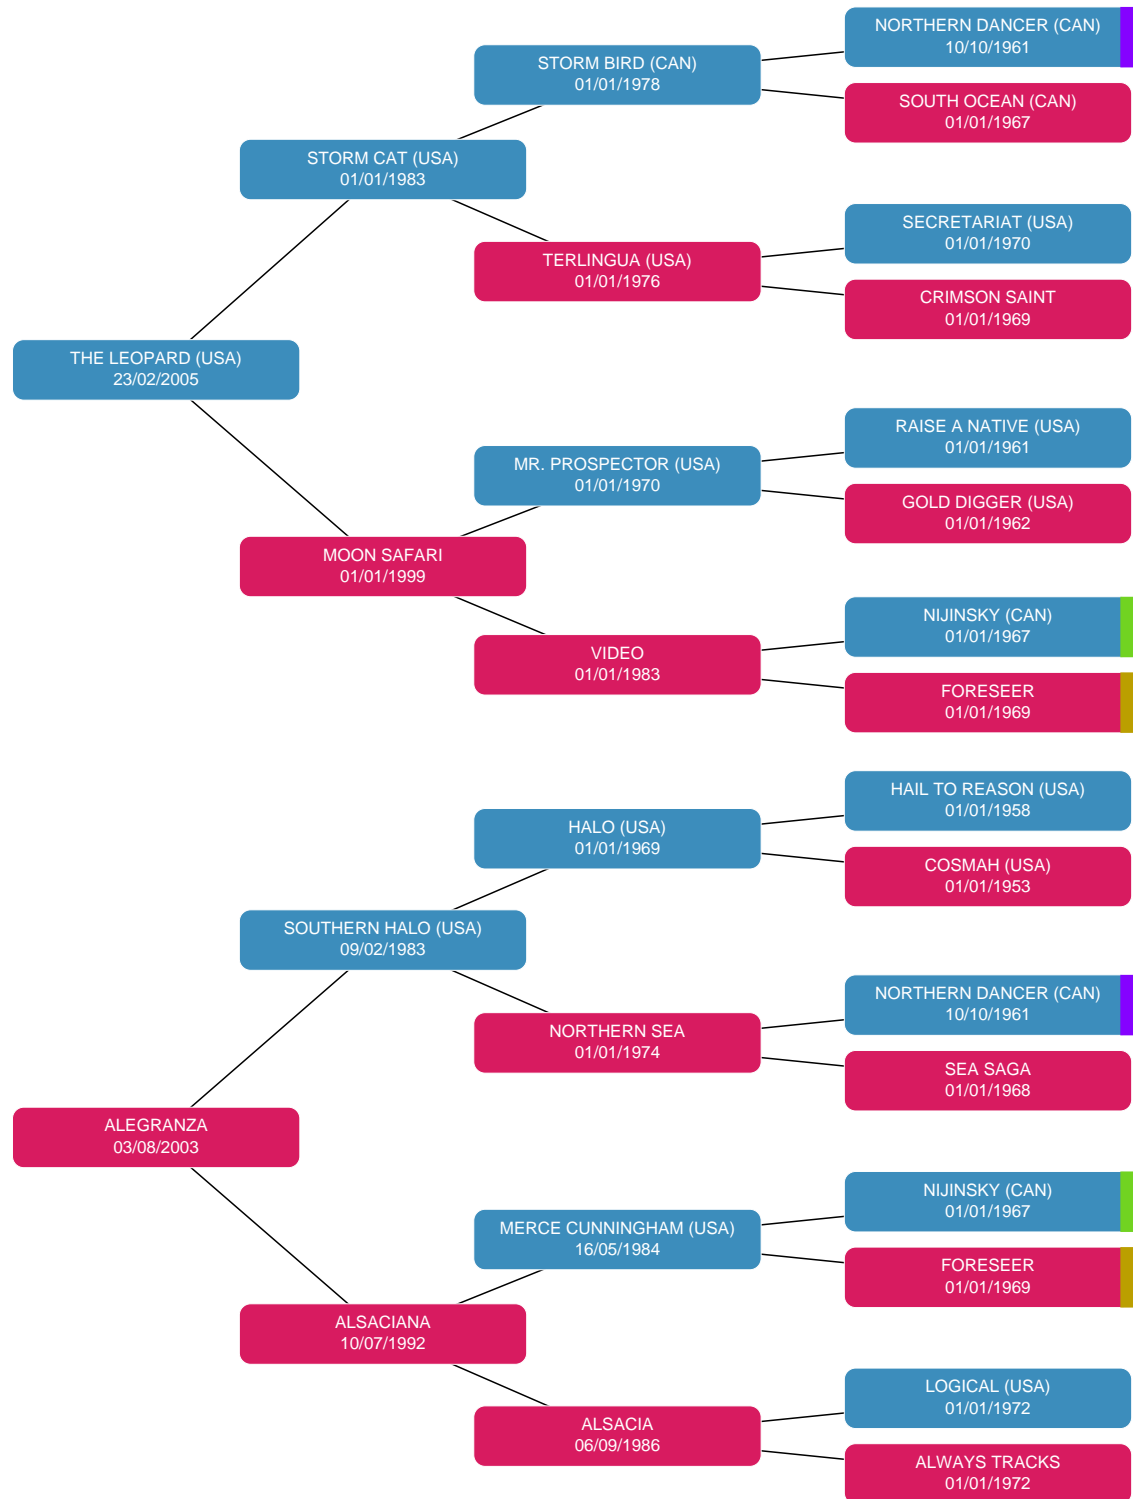 NORTHERN DANCER (CAN)
10/10/1961
STORM BIRD (CAN)
01/01/1978
SOUTH OCEAN (CAN)
01/01/1967
STORM CAT (USA)
01/01/1983
SECRETARIAT (USA)
01/01/1970
TERLINGUA (USA)
01/01/1976
CRIMSON SAINT
01/01/1969
THE LEOPARD (USA)
23/02/2005
RAISE A NATIVE (USA)
01/01/1961
MR. PROSPECTOR (USA)
01/01/1970
GOLD DIGGER (USA)
01/01/1962
MOON SAFARI
01/01/1999
NIJINSKY (CAN)
01/01/1967
VIDEO
01/01/1983
FORESEER
01/01/1969
HAIL TO REASON (USA)
01/01/1958
HALO (USA)
01/01/1969
COSMAH (USA)
01/01/1953
SOUTHERN HALO (USA)
09/02/1983
NORTHERN DANCER (CAN)
10/10/1961
NORTHERN SEA
01/01/1974
SEA SAGA
01/01/1968
ALEGRANZA
03/08/2003
NIJINSKY (CAN)
01/01/1967
MERCE CUNNINGHAM (USA)
16/05/1984
FORESEER
01/01/1969
ALSACIANA
10/07/1992
LOGICAL (USA)
01/01/1972
ALSACIA
06/09/1986
ALWAYS TRACKS
01/01/1972